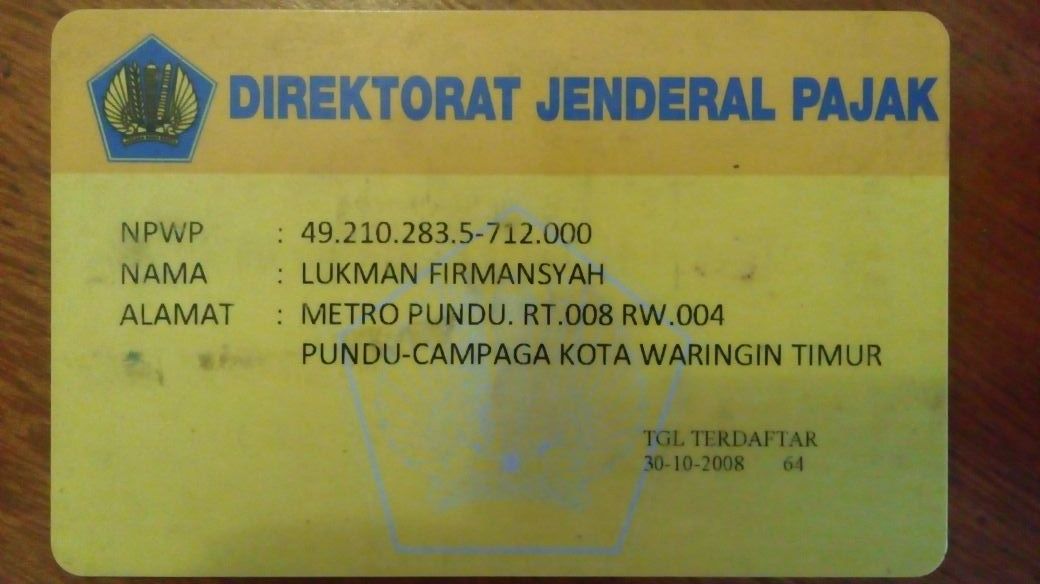 DIREKTORAT JENDERAL PAJAK
NPWP : 49.210.283.5-712.000
NAMA : LUKMAN FIRMANSYAH
ALAMAT : METRO PUNDU. RT.008 RW.004
PUNDU-CAMPAGA KOTA WARINGIN TIMUR
TGL TERDAFTAR
30-10-2008 64